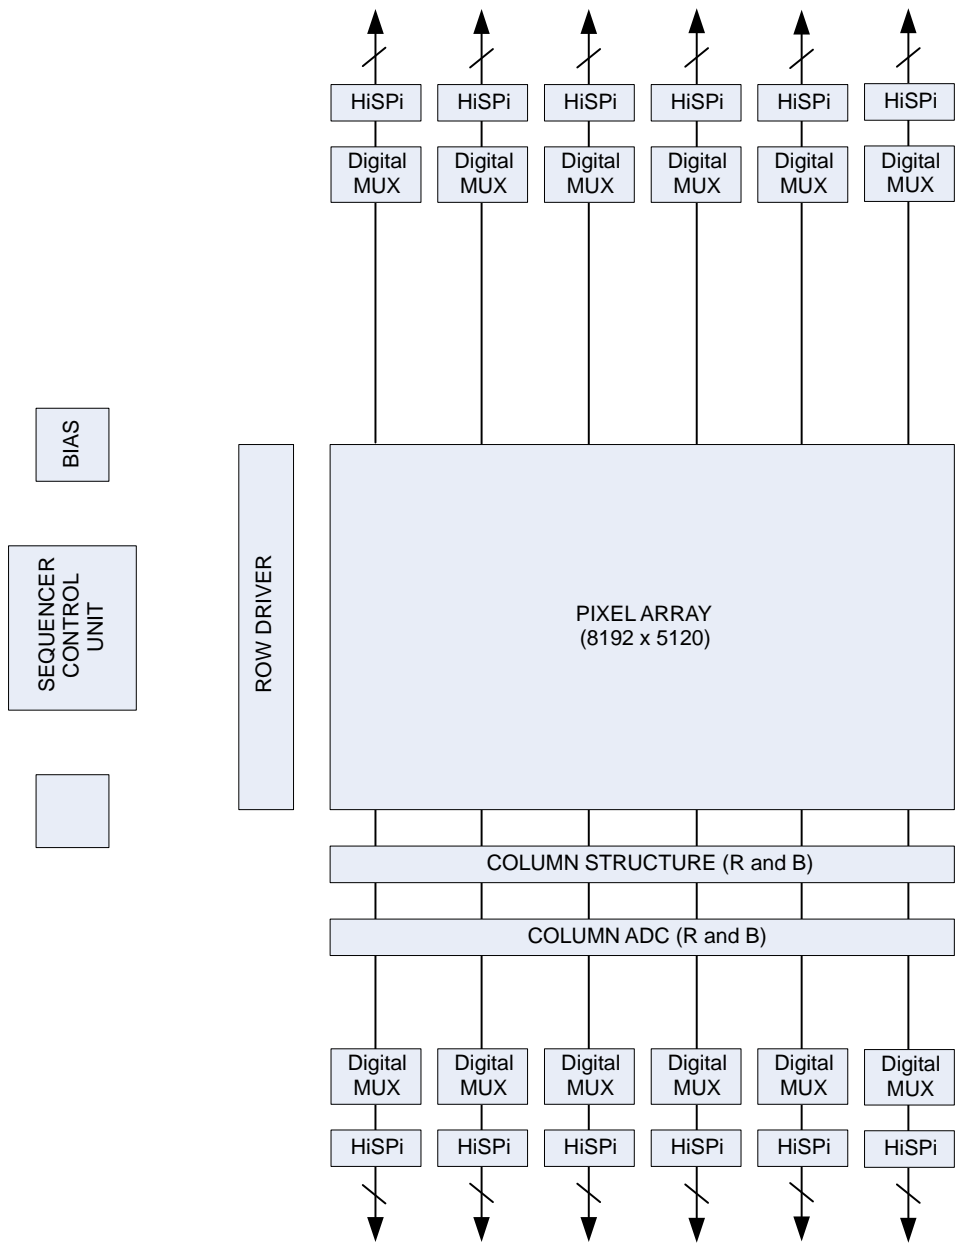 HiSPi HiSPi HiSPi HiSPi HiSPi HiSPi
Digital Digital Digital Digital Digital Digital
MUX MUX MUX MUX MUX MUX
BIAS
SEQUENCER
CONTROL
UNIT
ROW DRIVER
PIXEL ARRAY
(8192 x 5120)
COLUMN STRUCTURE (R and B)
COLUMN ADC (R and B)
Digital Digital Digital Digital Digital Digital
MUX MUX MUX MUX MUX MUX
HiSPi HiSPi HiSPi HiSPi HiSPi HiSPi